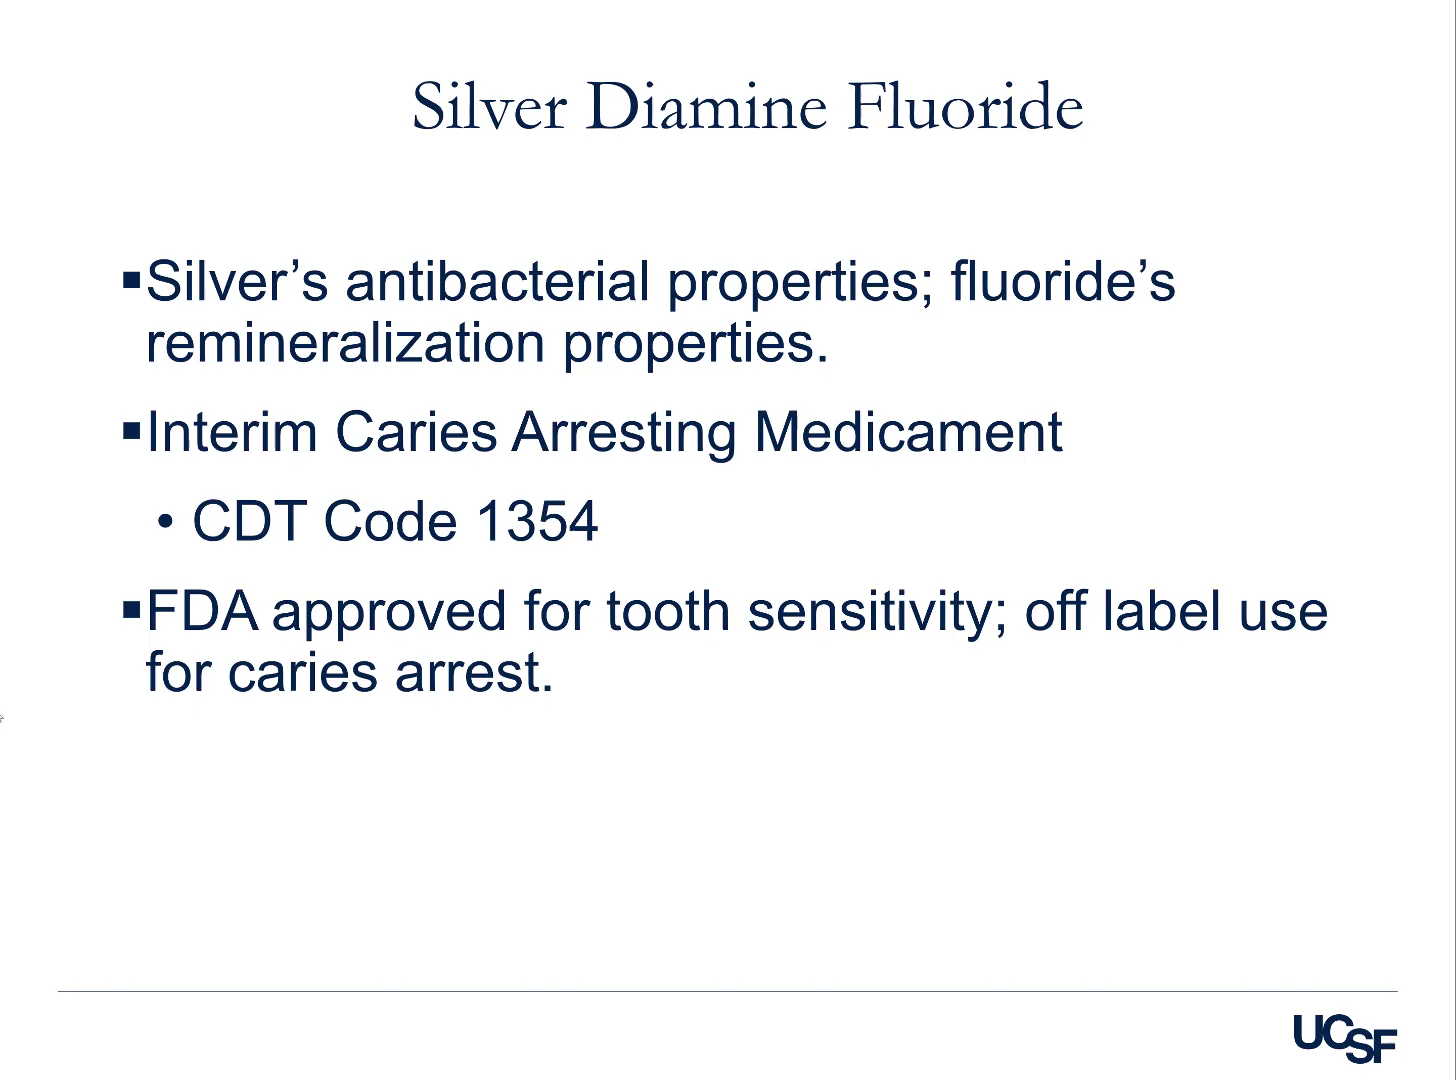 Silver Diamine Fluoride
▪Silver’s antibacterial properties; fluoride’s
remineralization properties.
▪Interim Caries Arresting Medicament
• CDT Code 1354
▪FDA approved for tooth sensitivity; off label use
for caries arrest.
UCSF